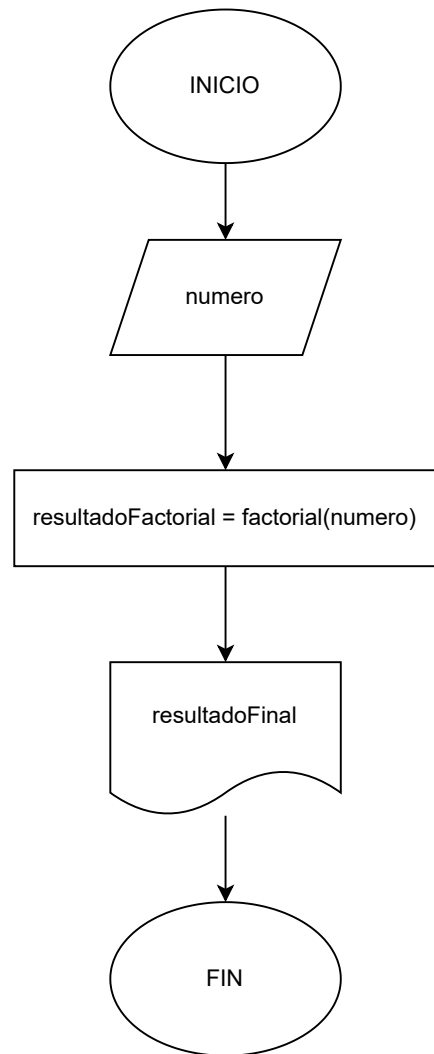 INICIO
numero
resultadoFactorial = factorial(numero)
resultadoFinal
FIN